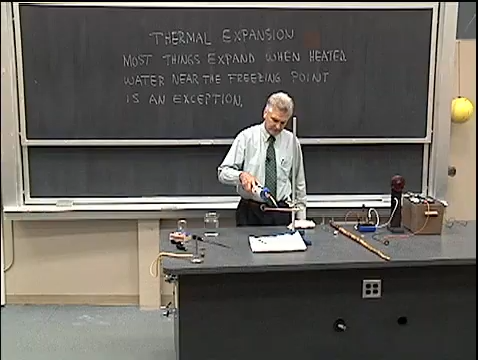 THERMAL EXPANSION
MOST THINGS EXPAND WHEN HEATED
WATER NEAR THE FREEZING POINT
IS AN EXCEPTION.